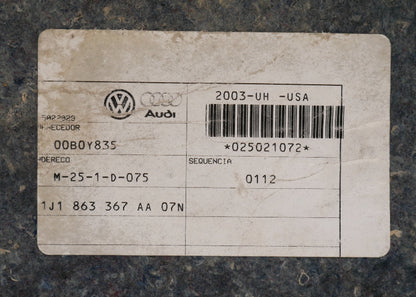 2003-UH -USA
Audi
00B0Y835
*025021072*
SEQUENCIA
M-25-1-D-075
0112
1J1 863 367 AA 07N